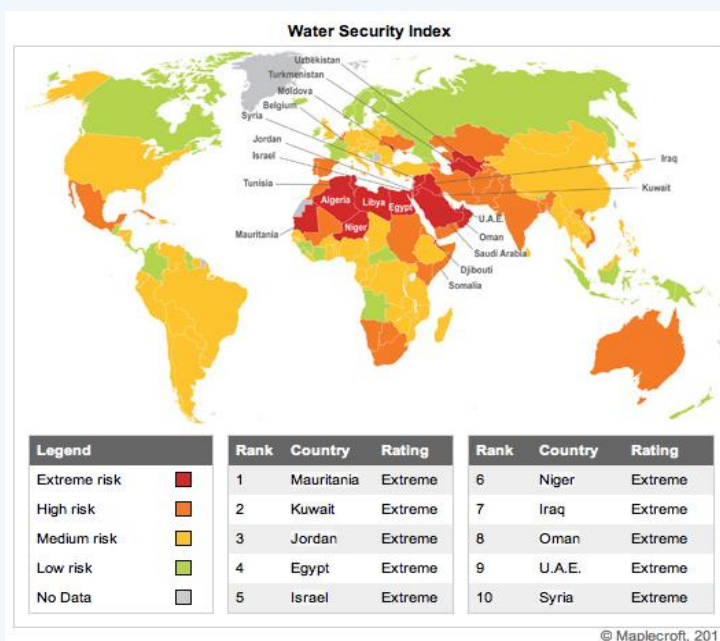 Water Security Index
Uzbekistan
Turkmenistan
Moldova
Belgium
Syria
Jordan
Israel
Tunisia
Mauritania
Algeria
Libya
Egypt
Niger
Iraq
Kuwait
U.A.E.
Oman
Saudi Arabia
Djibouti
Somalia
Legend
Extreme risk
High risk
Medium risk
Low risk
No Data
Rank Country Rating
1 Mauritania Extreme
2 Kuwait Extreme
3 Jordan Extreme
4 Egypt Extreme
5 Israel Extreme
Rank Country Rating
6 Niger Extreme
7 Iraq Extreme
8 Oman Extreme
9 U.A.E. Extreme
10 Syria Extreme
© Maplecroft, 201